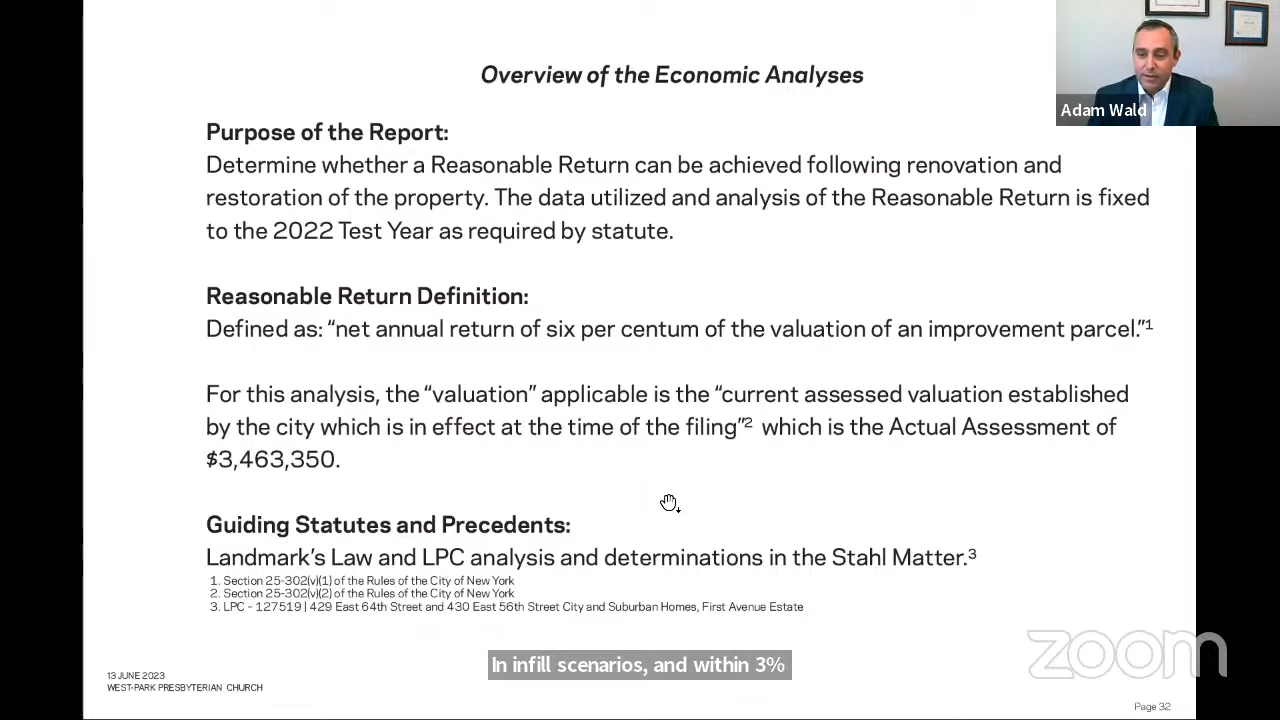 Overview of the Economic Analyses
Adam Wald
Purpose of the Report:
Determine whether a Reasonable Return can be achieved following renovation and
restoration of the property. The data utilized and analysis of the Reasonable Return is fixed
to the 2022 Test Year as required by statute.
Reasonable Return Definition:
Defined as: “net annual return of six per centum of the valuation of an improvement parcel.”1
For this analysis, the “valuation” applicable is the “current assessed valuation established
by the city which is in effect at the time of the filing”2 which is the Actual Assessment of
$3,463,350.
Guiding Statutes and Precedents:
Landmark’s Law and LPC analysis and determinations in the Stahl Matter.3
1. Section 25-302(v)(1) of the Rules of the City of New York
2. Section 25-302(v)(2) of the Rules of the City of New York
3. LPC - 127519 | 429 East 64th Street and 430 East 56th Street City and Suburban Homes, First Avenue Estate
In infill scenarios, and within 3%
zoom
13 JUNE 2023
WEST-PARK PRESBYTERIAN CHURCH
Page 32